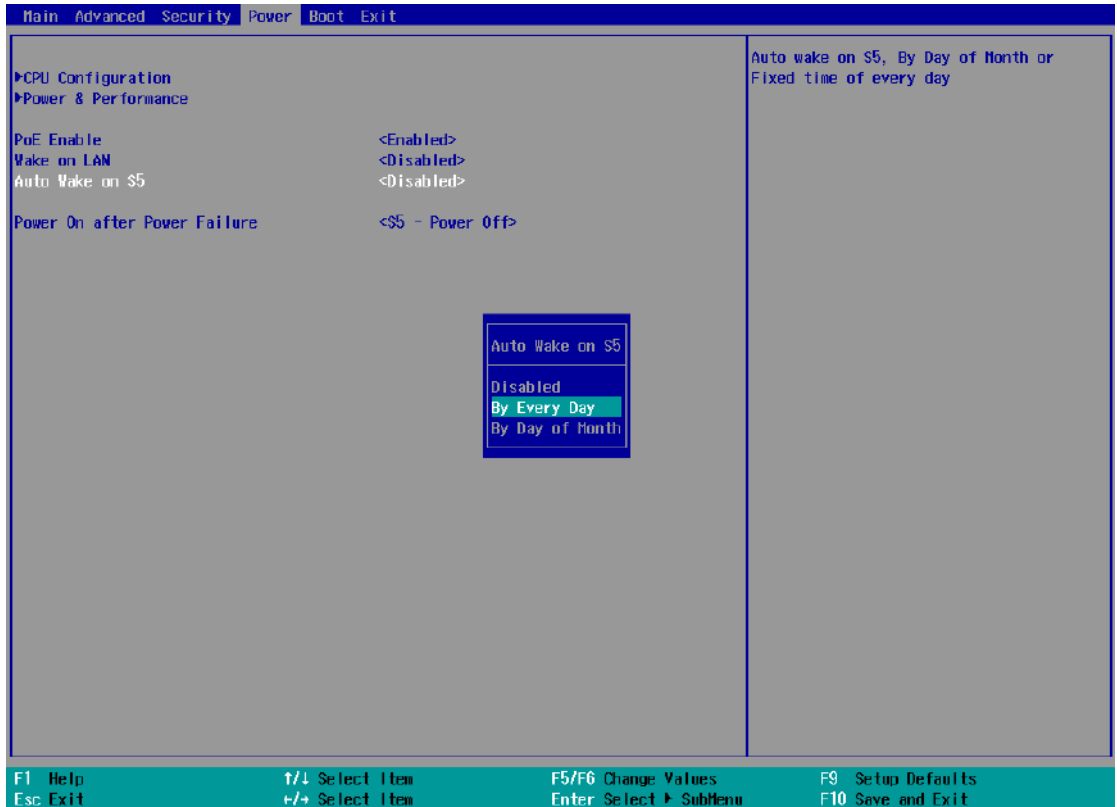 Main Advanced Security Power Boot Exit
▶CPU Configuration
▶Power & Performance
PoE Enable <Enabled>
Wake on LAN <Disabled>
Auto Wake on S5 <Disabled>
Power On after Power Failure <S5 - Power Off>
Auto wake on S5, By Day of Month or
Fixed time of every day
Auto Wake on S5
Disabled
By Every Day
By Day of Month
F1 Help ↑/↓ Select Item F5/F6 Change Values F9 Setup Defaults
Esc Exit ←/→ Select Item Enter Select ▶ SubMenu F10 Save and Exit